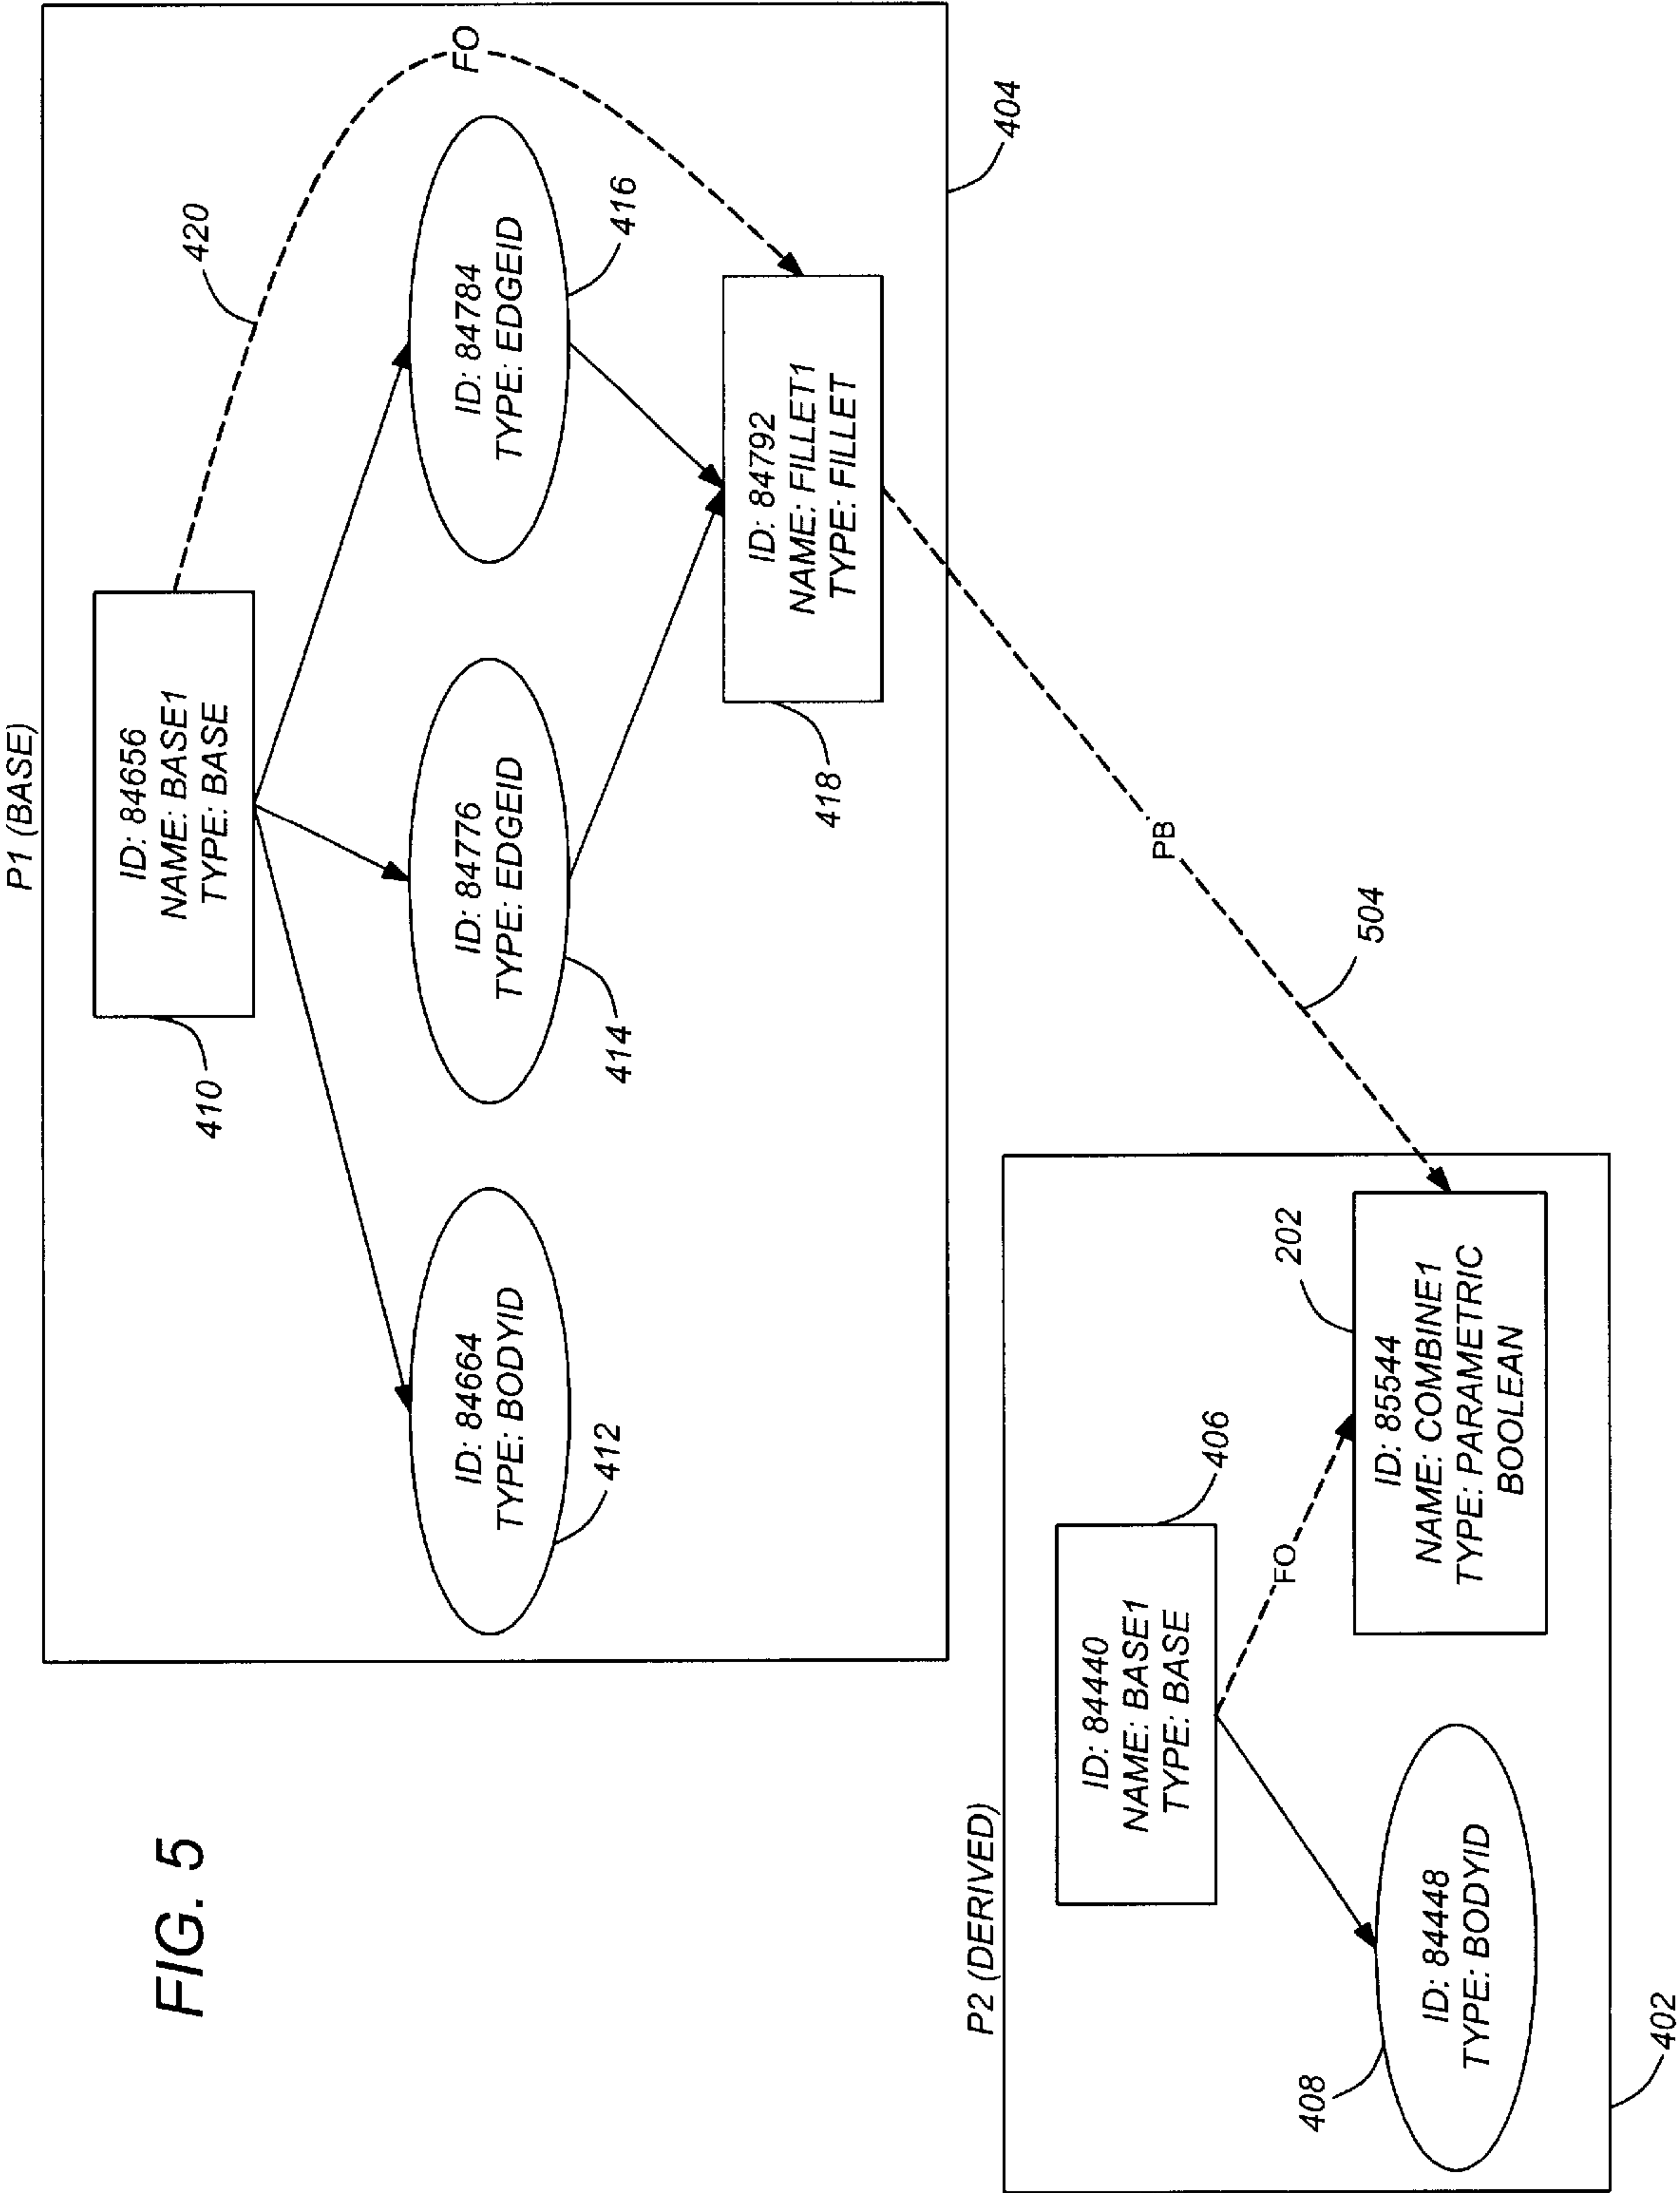 FIG. 5
P1 (BASE)
ID: 84656
NAME: BASE1
TYPE: BASE
410
420
FO
ID: 84664
TYPE: BODYID
412
ID: 84776
TYPE: EDGEID
414
ID: 84784
TYPE: EDGEID
416
ID: 84792
NAME: FILLET1
TYPE: FILLET
418
404
PB
504
P2 (DERIVED)
ID: 84440
NAME: BASE1
TYPE: BASE
406
FO
202
ID: 84448
TYPE: BODYID
408
ID: 85544
NAME: COMBINE1
TYPE: PARAMETRIC
BOOLEAN
402